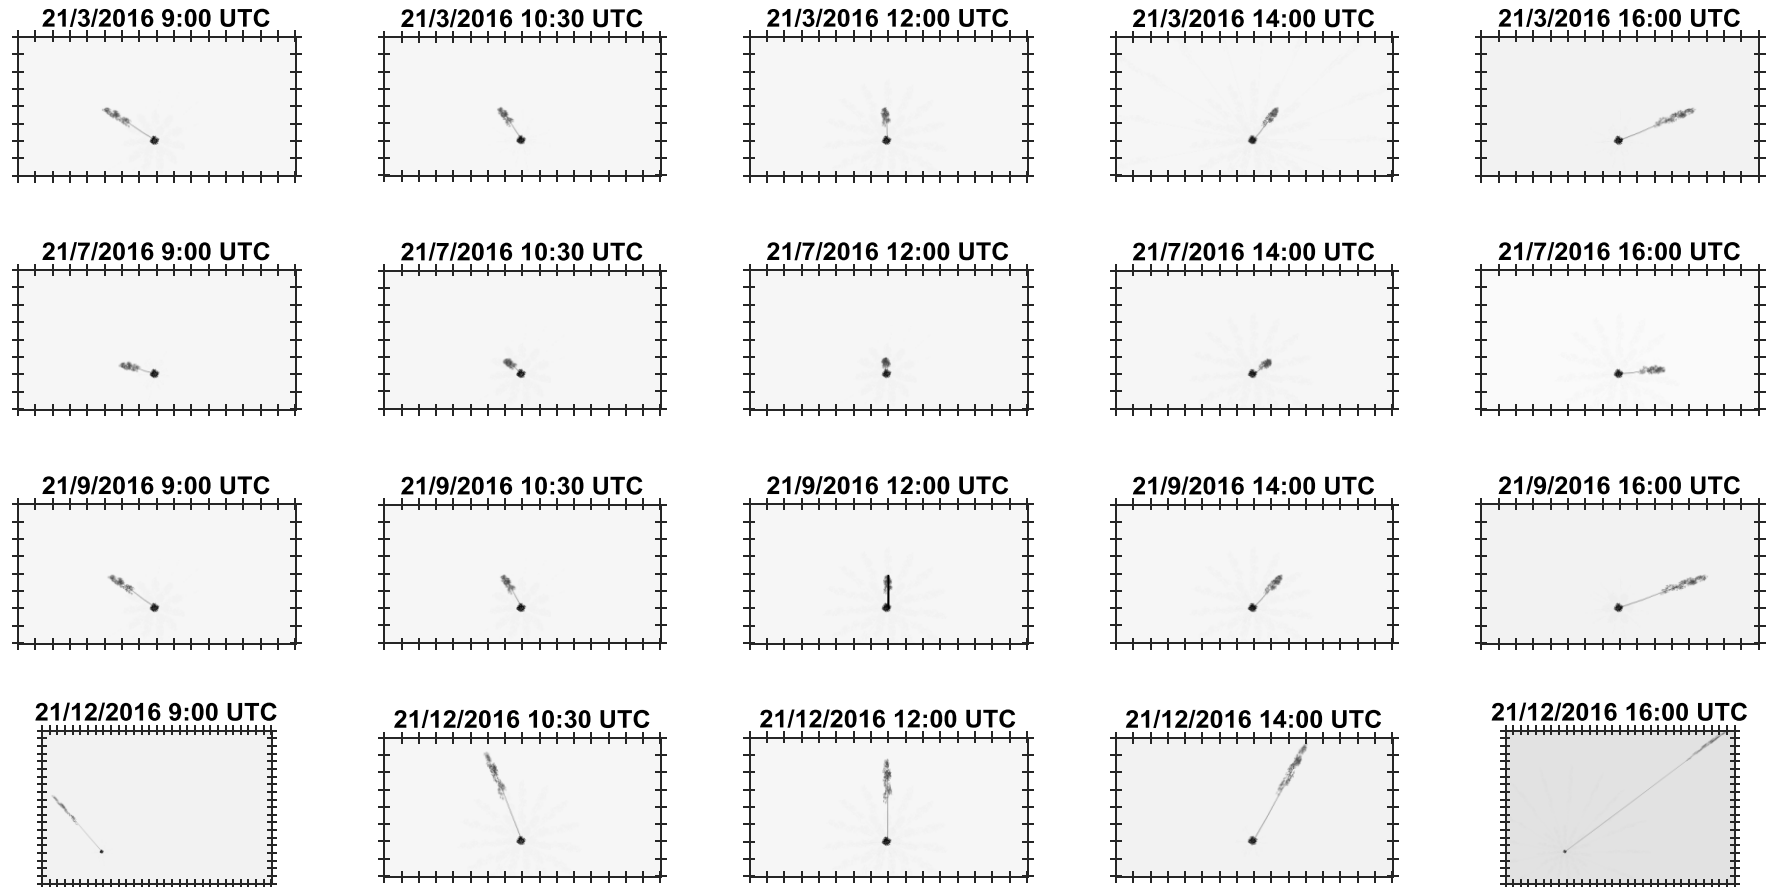 21/3/2016 9:00 UTC
21/3/2016 10:30 UTC
21/3/2016 12:00 UTC
21/3/2016 14:00 UTC
21/3/2016 16:00 UTC
21/7/2016 9:00 UTC
21/7/2016 10:30 UTC
21/7/2016 12:00 UTC
21/7/2016 14:00 UTC
21/7/2016 16:00 UTC
21/9/2016 9:00 UTC
21/9/2016 10:30 UTC
21/9/2016 12:00 UTC
21/9/2016 14:00 UTC
21/9/2016 16:00 UTC
21/12/2016 9:00 UTC
21/12/2016 10:30 UTC
21/12/2016 12:00 UTC
21/12/2016 14:00 UTC
21/12/2016 16:00 UTC